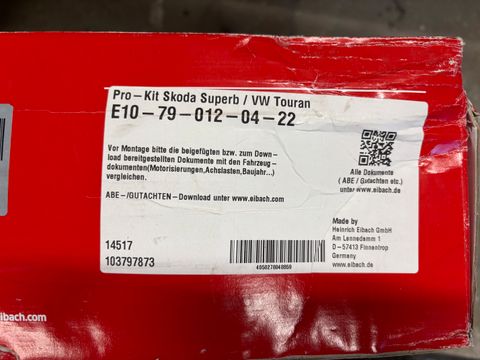 Pro-Kit Skoda Superb / VW Touran
E10-79-012-04-22
Vor Montage bitte die beigefügten bzw. zum Down-
load bereitgestellten Dokumente mit den Fahrzeug-
dokumenten(Motorisierungen,Achslasten,Baujahr...)
vergleichen.
ABE-/GUTACHTEN-Download unter www.eibach.com
Alle Dokumente
( ABE / Gutachten etc.)
unter www.eibach.de
14517
103797873
Made by
Heinrich Eibach GmbH
Am Lennedamm 1
D-57413 Finnentrop
Germany
www.eibach.de
eibach.com